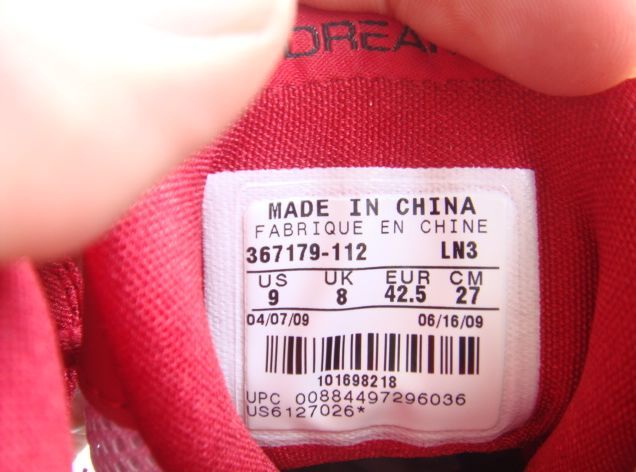 MADE IN CHINA
FABRIQUE EN CHINE
367179-112 LN3
US UK EUR CM
9 8 42.5 27
04/07/09 06/16/09
101698218
UPC 00884497296036
US6127026*